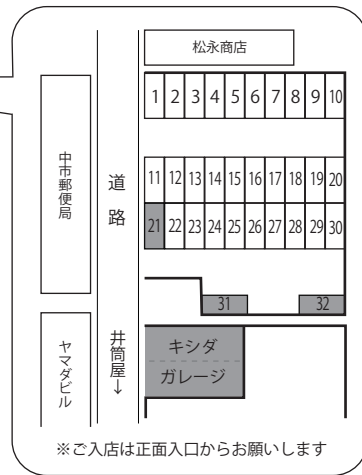 松永商店
1 2 3 4 5 6 7 8 9 10
中市郵便局
道路
11 12 13 14 15 16 17 18 19 20
21 22 23 24 25 26 27 28 29 30
31 32
ヤマダビル
井筒屋↓
キシダ
ガレージ
※ご入店は正面入口からお願いします